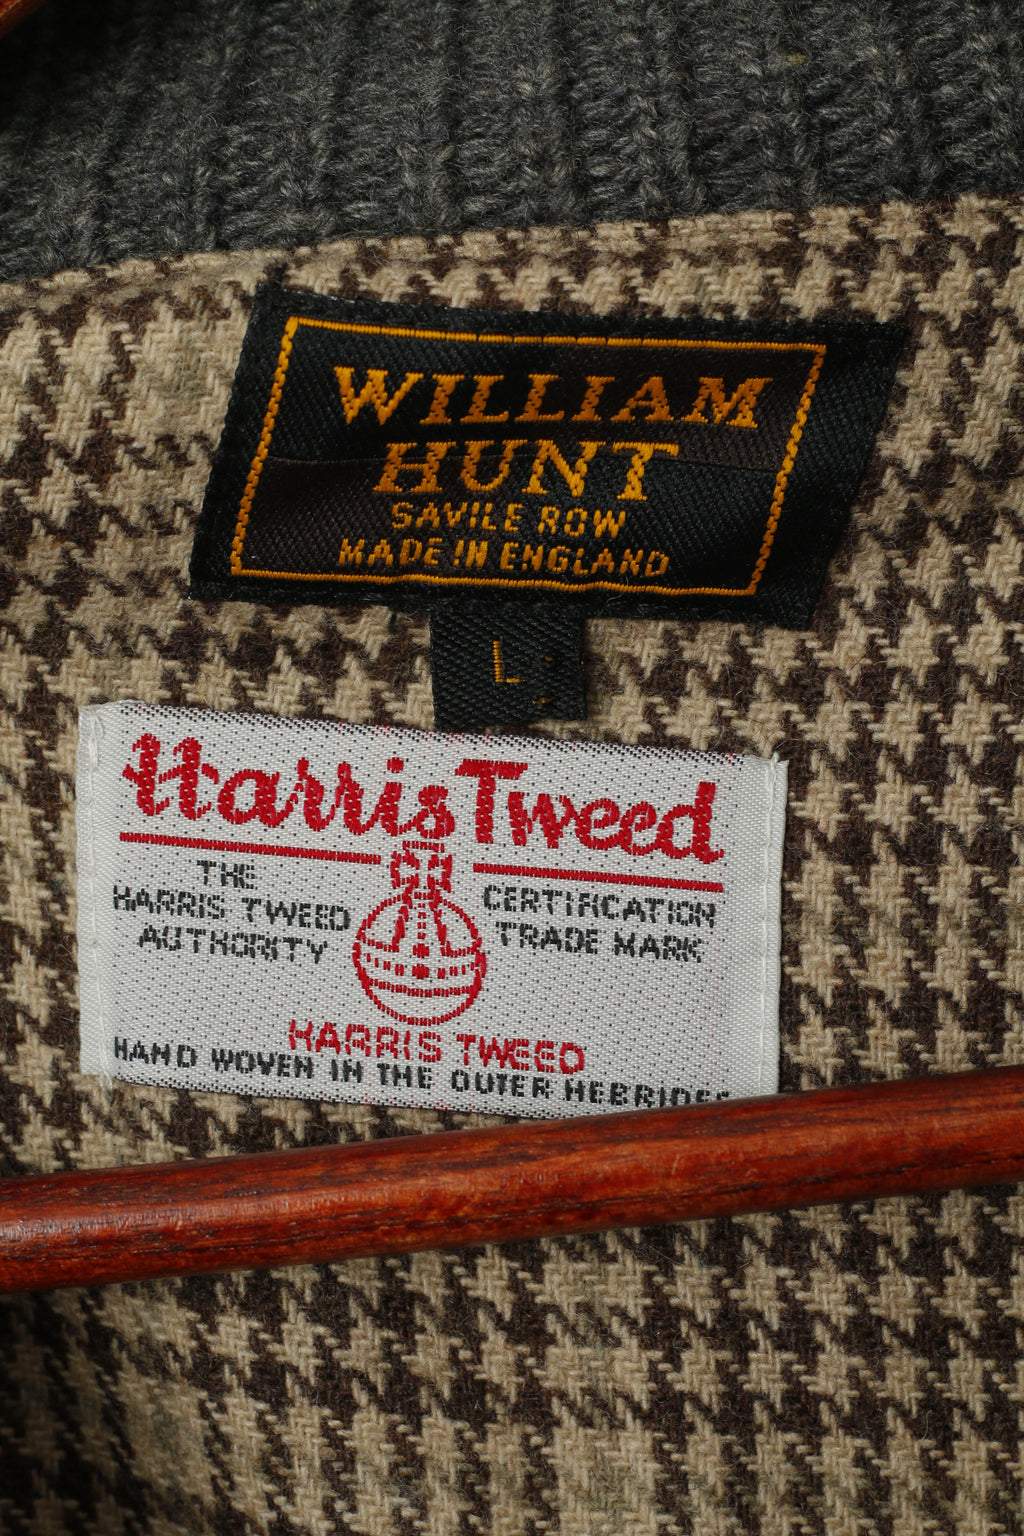 WILLIAM
HUNT
SAVILE ROW
MADE IN ENGLAND
L
Harris Tweed
THE
HARRIS TWEED
AUTHORITY
CERTIFICATION
TRADE MARK
HARRIS TWEED
HAND WOVEN IN THE OUTER HEBRIDES